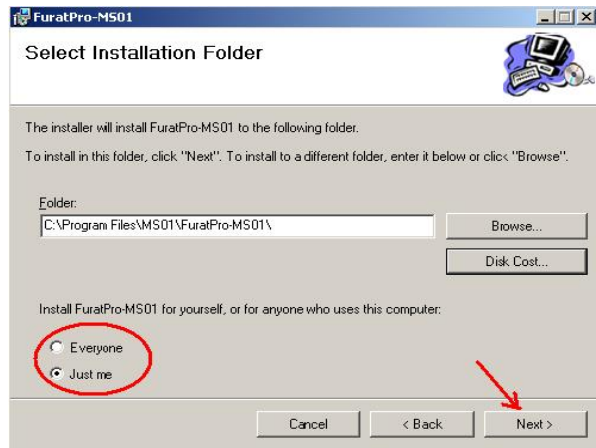 FuratPro-MS01
Select Installation Folder
The installer will install FuratPro-MS01 to the following folder.
To install in this folder, click "Next". To install to a different folder, enter it below or click "Browse".
Folder:
C:\Program Files\MS01\FuratPro-MS01\
Browse...
Disk Cost...
Install FuratPro-MS01 for yourself, or for anyone who uses this computer:
Everyone
Just me
Cancel
< Back
Next >